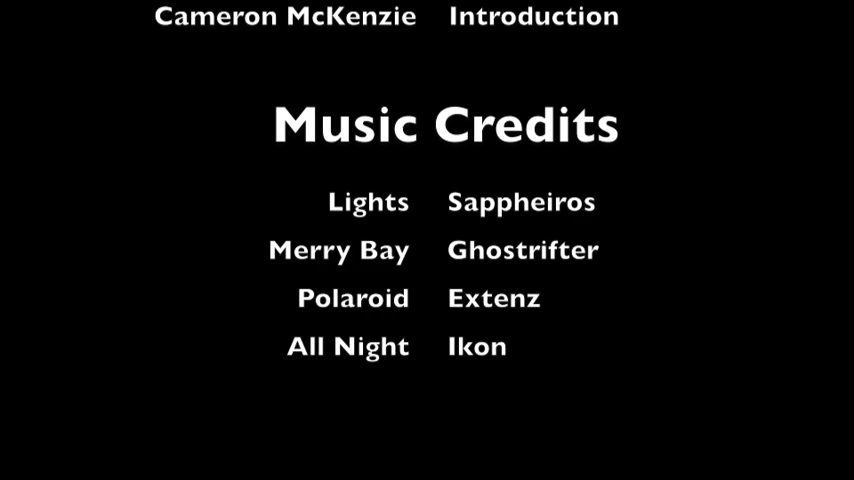 Cameron McKenzie Introduction
Music Credits
Lights Sappheiros
Merry Bay Ghostrifter
Polaroid Extenz
All Night Ikon